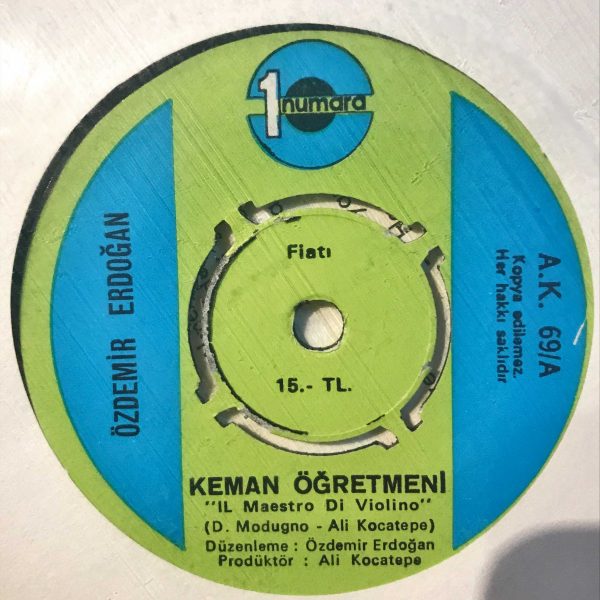 1 numara
ÖZDEMİR ERDOĞAN
A.K. 69/A
Kopya edilemez.
Her hakkı saklıdır
Fiatı
15.- TL.
KEMAN ÖĞRETMENİ
"IL Maestro Di Violino"
(D. Modugno - Ali Kocatepe)
Düzenleme : Özdemir Erdoğan
Prodüktör : Ali Kocatepe